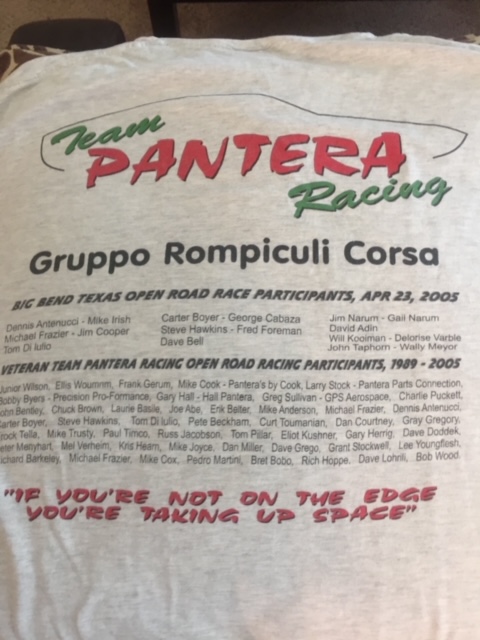 Team
PANTERA
Racing
Gruppo Rompiculi Corsa
BIG BEND TEXAS OPEN ROAD RACE PARTICIPANTS, APR 23, 2005
Dennis Antenucci - Mike Irish
Michael Frazier - Jim Cooper
Tom Di Iulio
Carter Boyer - George Cabaza
Steve Hawkins - Fred Foreman
Dave Bell
Jim Narum - Gail Narum
David Adin
Will Kooiman - Delorise Varble
John Taphorn - Wally Meyor
VETERAN TEAM PANTERA RACING OPEN ROAD RACING PARTICIPANTS, 1989 - 2005
Junior Wilson, Ellis Woumnm, Frank Gerum, Mike Cook - Pantera's by Cook, Larry Stock - Pantera Parts Connection,
Bobby Byers - Precision Pro-Formance, Gary Hall - Hall Pantera, Greg Sullivan - GPS Aerospace, Charlie Puckett,
John Bentley, Chuck Brown, Laurie Basile, Joe Abe, Erik Balter, Mike Anderson, Michael Frazier, Dennis Antenucci,
Carter Boyer, Steve Hawkins, Tom Di Iulio, Pete Beckham, Curt Toumanian, Dan Courtney, Gray Gregory,
Tella, Mike Trusty, Paul Timco, Russ Jacobson, Tom Pillar, Eliot Kushner, Gary Herrig, Dave Doddek,
Menyhart, Mel Verheim, Kris Hearn, Mike Joyce, Dan Miller, Dave Grego, Grant Stockwell, Lee Youngflesh,
Richard Barkeley, Michael Frazier, Mike Cox, Pedro Martini, Bret Bobo, Rich Hoppe, Dave Lohrli, Bob Wood
"IF YOU'RE NOT ON THE EDGE
YOU'RE TAKING UP SPACE"